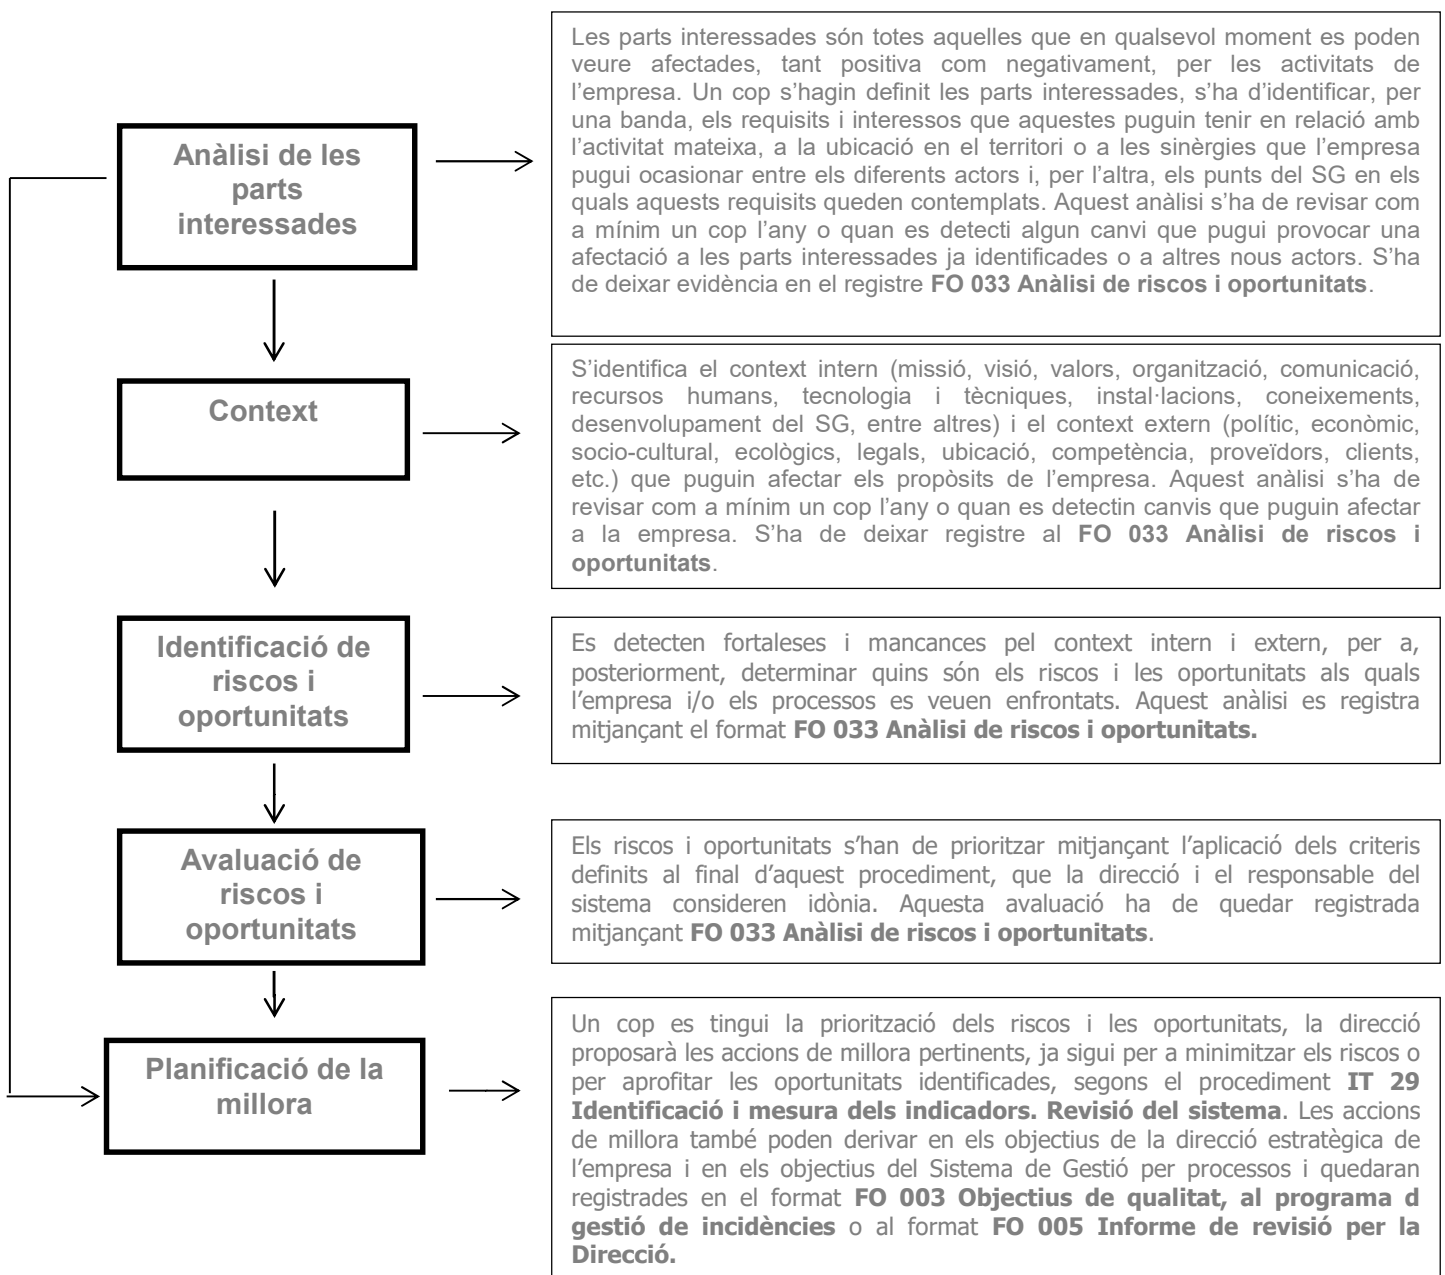 Anàlisi de les
parts
interessades
Les parts interessades són totes aquelles que en qualsevol moment es poden
veure afectades, tant positiva com negativament, per les activitats de
l’empresa. Un cop s’hagin definit les parts interessades, s’ha d’identificar, per
una banda, els requisits i interessos que aquestes puguin tenir en relació amb
l’activitat mateixa, a la ubicació en el territori o a les sinèrgies que l’empresa
pugui ocasionar entre els diferents actors i, per l’altra, els punts del SG en els
quals aquests requisits queden contemplats. Aquest anàlisi s’ha de revisar com
a mínim un cop l’any o quan es detecti algun canvi que pugui provocar una
afectació a les parts interessades ja identificades o a altres nous actors. S’ha
de deixar evidència en el registre FO 033 Anàlisi de riscos i oportunitats.
Context
S’identifica el context intern (missió, visió, valors, organització, comunicació,
recursos humans, tecnologia i tècniques, instal·lacions, coneixements,
desenvolupament del SG, entre altres) i el context extern (polític, econòmic,
socio-cultural, ecològics, legals, ubicació, competència, proveïdors, clients,
etc.) que puguin afectar els propòsits de l’empresa. Aquest anàlisi s’ha de
revisar com a mínim un cop l’any o quan es detectin canvis que puguin afectar
a la empresa. S’ha de deixar registre al FO 033 Anàlisi de riscos i
oportunitats.
Identificació de
riscos i
oportunitats
Es detecten fortaleses i mancances pel context intern i extern, per a,
posteriorment, determinar quins són els riscos i les oportunitats als quals
l’empresa i/o els processos es veuen enfrontats. Aquest anàlisi es registra
mitjançant el format FO 033 Anàlisi de riscos i oportunitats.
Avaluació de
riscos i
oportunitats
Els riscos i oportunitats s’han de prioritzar mitjançant l’aplicació dels criteris
definits al final d’aquest procediment, que la direcció i el responsable del
sistema consideren idònia. Aquesta avaluació ha de quedar registrada
mitjançant FO 033 Anàlisi de riscos i oportunitats.
Planificació de la
millora
Un cop es tingui la priorització dels riscos i les oportunitats, la direcció
proposarà les accions de millora pertinents, ja sigui per a minimitzar els riscos o
per aprofitar les oportunitats identificades, segons el procediment IT 29
Identificació i mesura dels indicadors. Revisió del sistema. Les accions
de millora també poden derivar en els objectius de la direcció estratègica de
l’empresa i en els objectius del Sistema de Gestió per processos i quedaran
registrades en el format FO 003 Objectius de qualitat, al programa d
gestió de incidències o al format FO 005 Informe de revisió per la
Direcció.